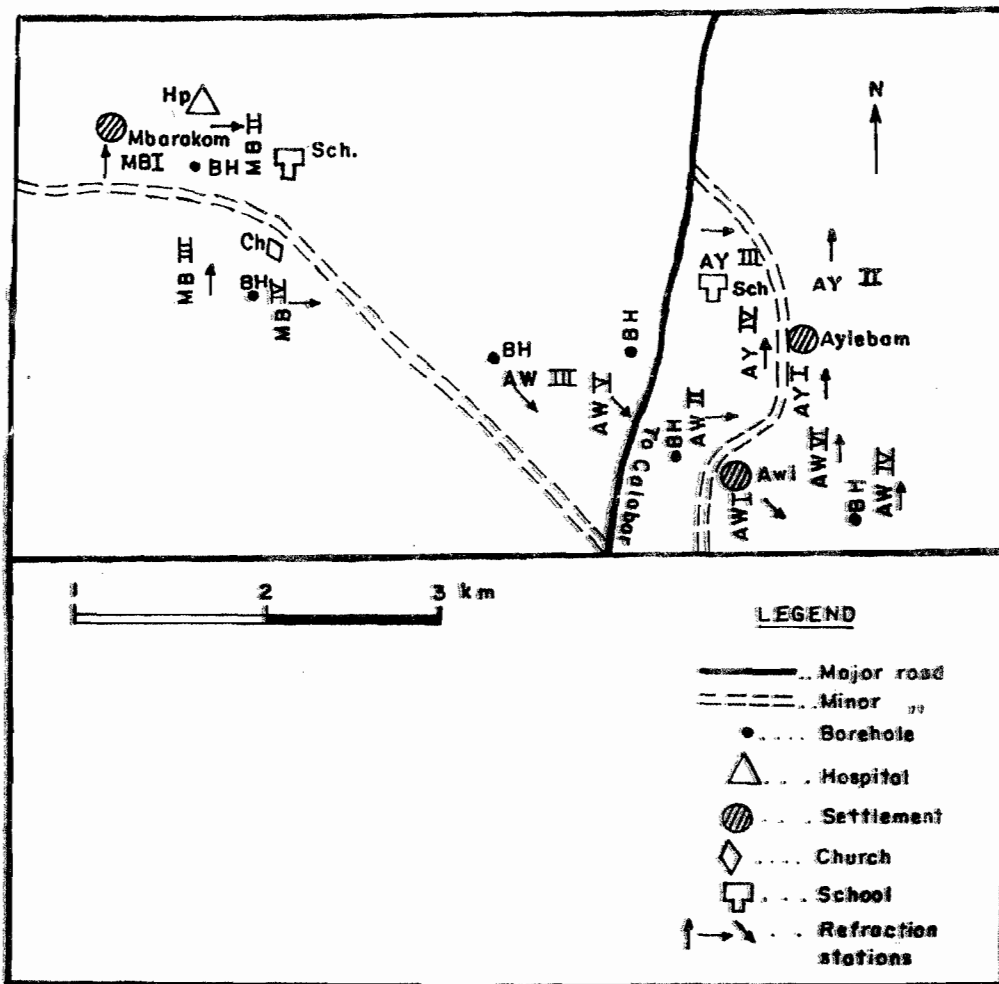 N
Hp
Mbarakom
MB I
BH
MB II
Sch.
Ch
MB III
BH
MB IV
BH
AW III
BH
AW V
To Calabar
BH
AW II
AY III
Sch
AY II
AY IV
Aylebam
AY I
AW VI
Awi
AW I
BH
AW IV
1 2 3 km
LEGEND
Major road
Minor "
Borehole
Hospital
Settlement
Church
School
Refraction
stations